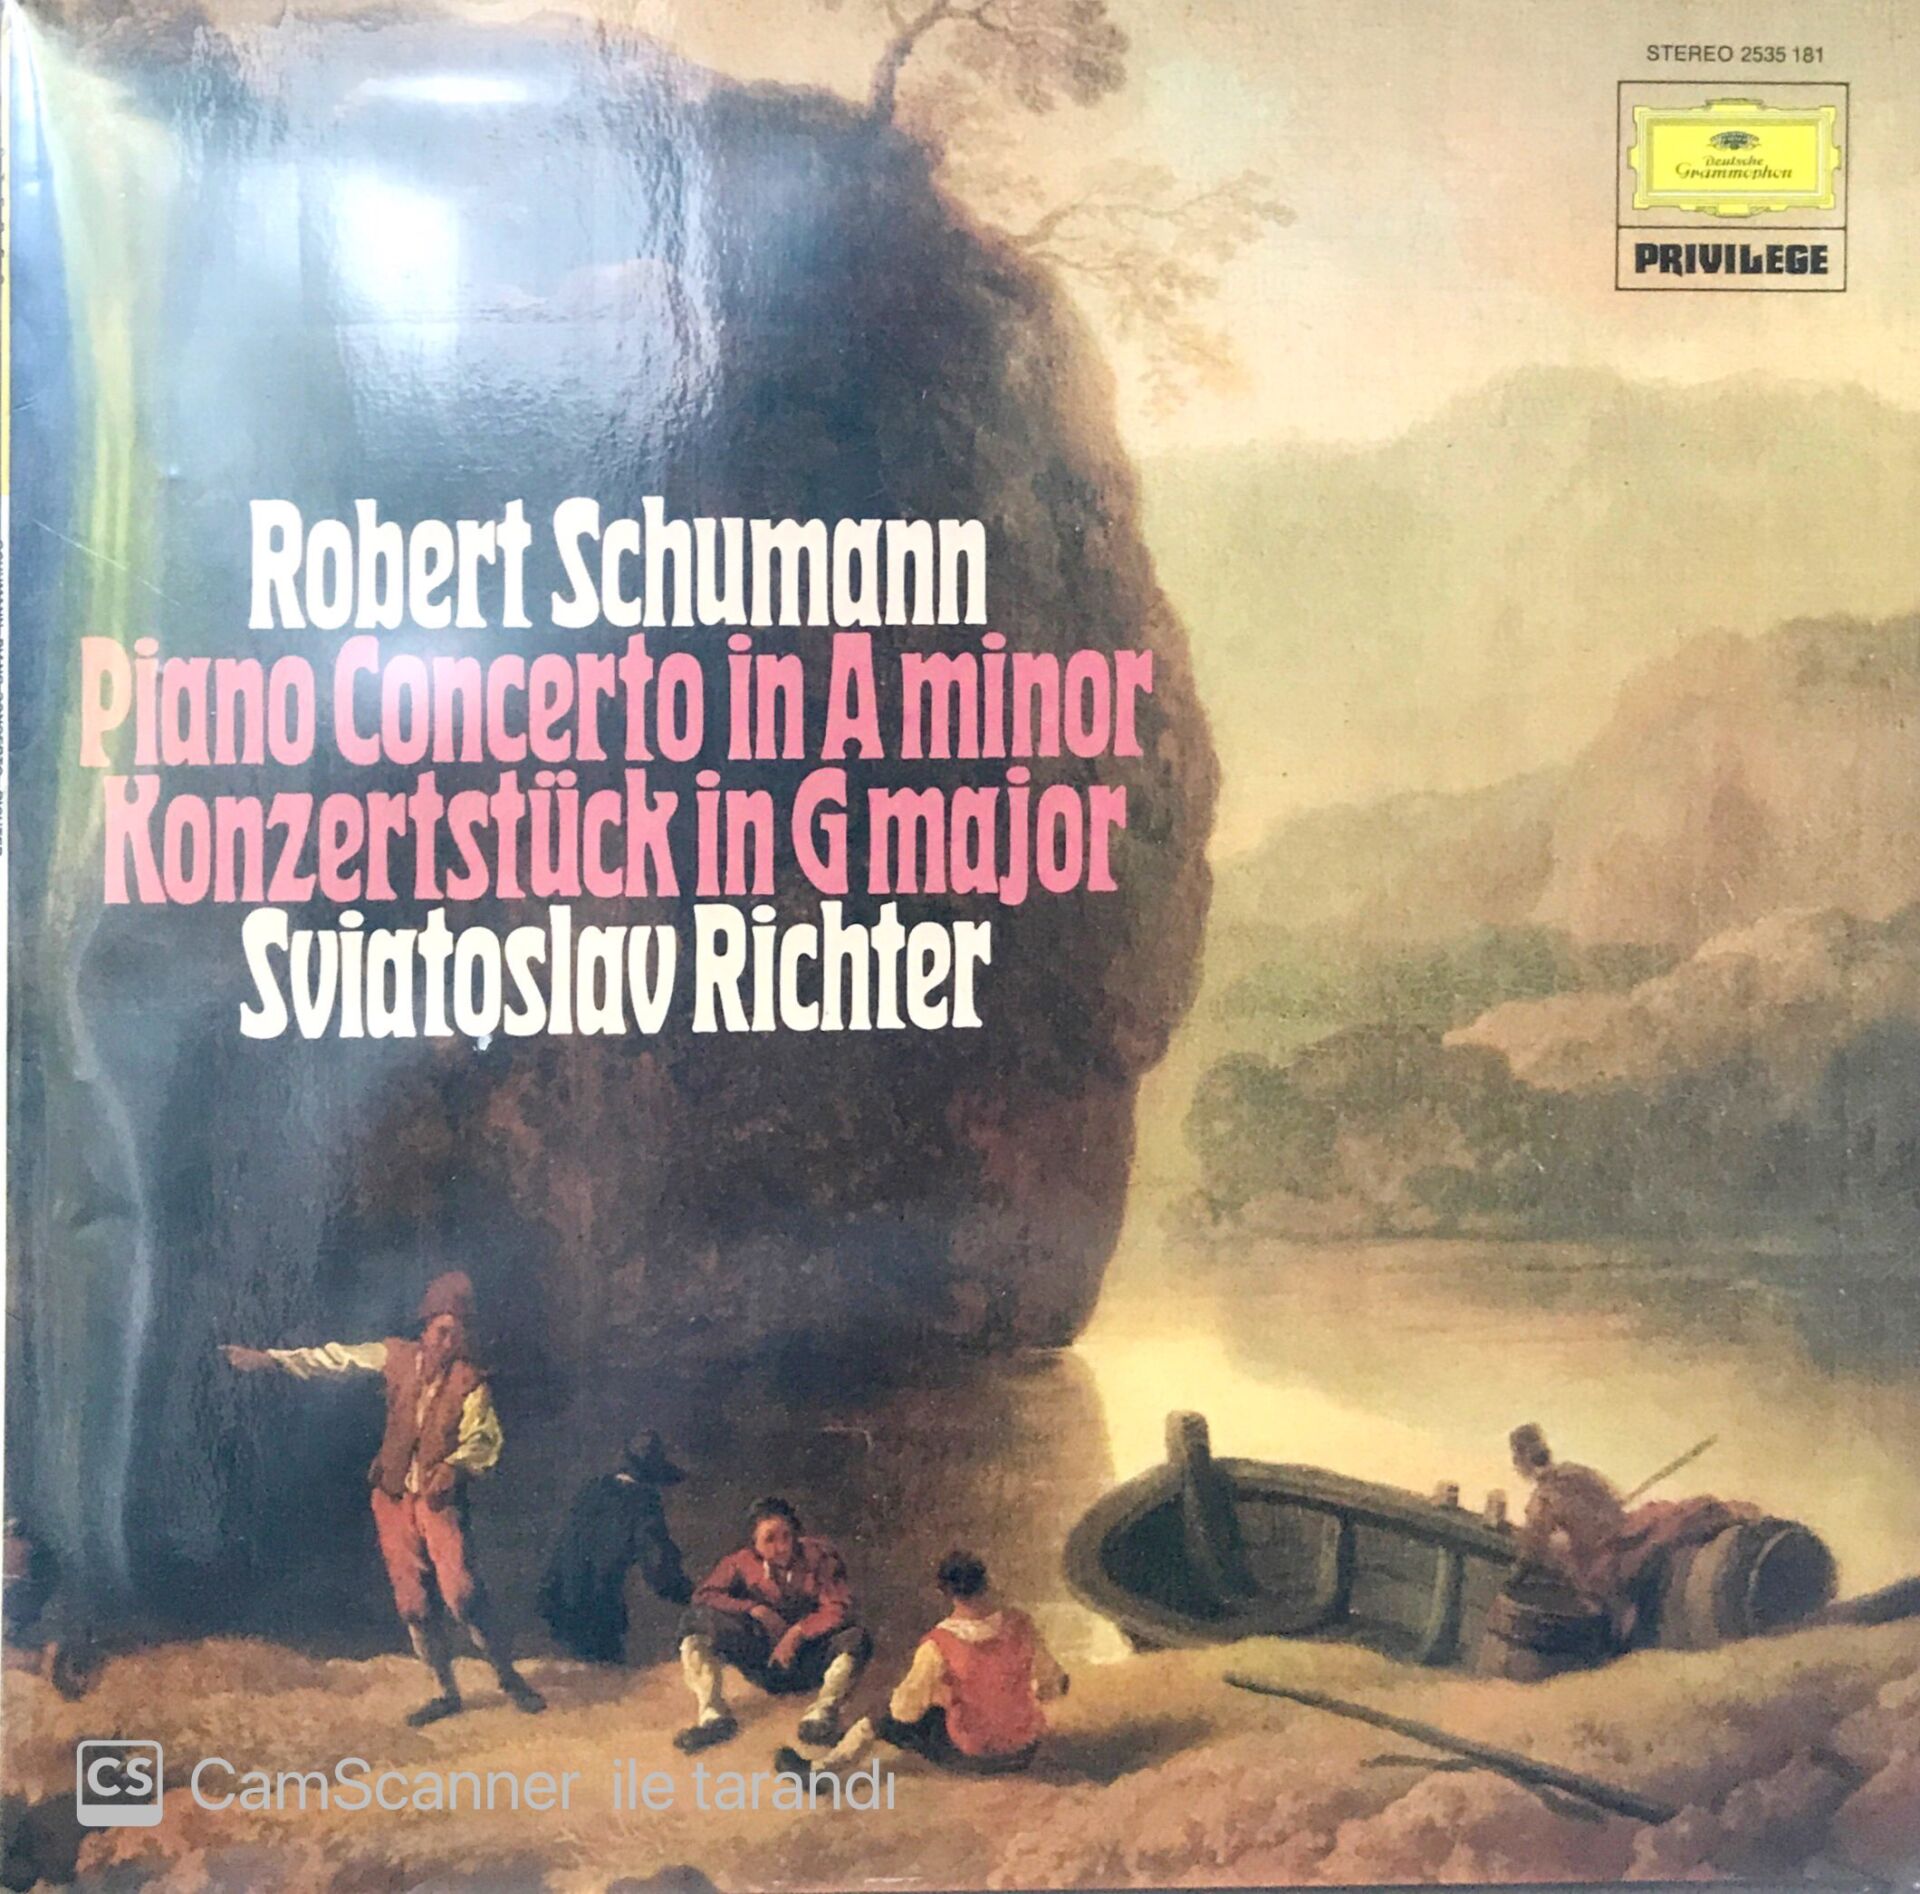 STEREO 2535 181
Deutsche
Grammophon
PRIVILEGE
Robert Schumann
Piano Concerto in A minor
Konzertstück in G major
Sviatoslav Richter
CS CamScanner ile tarandı